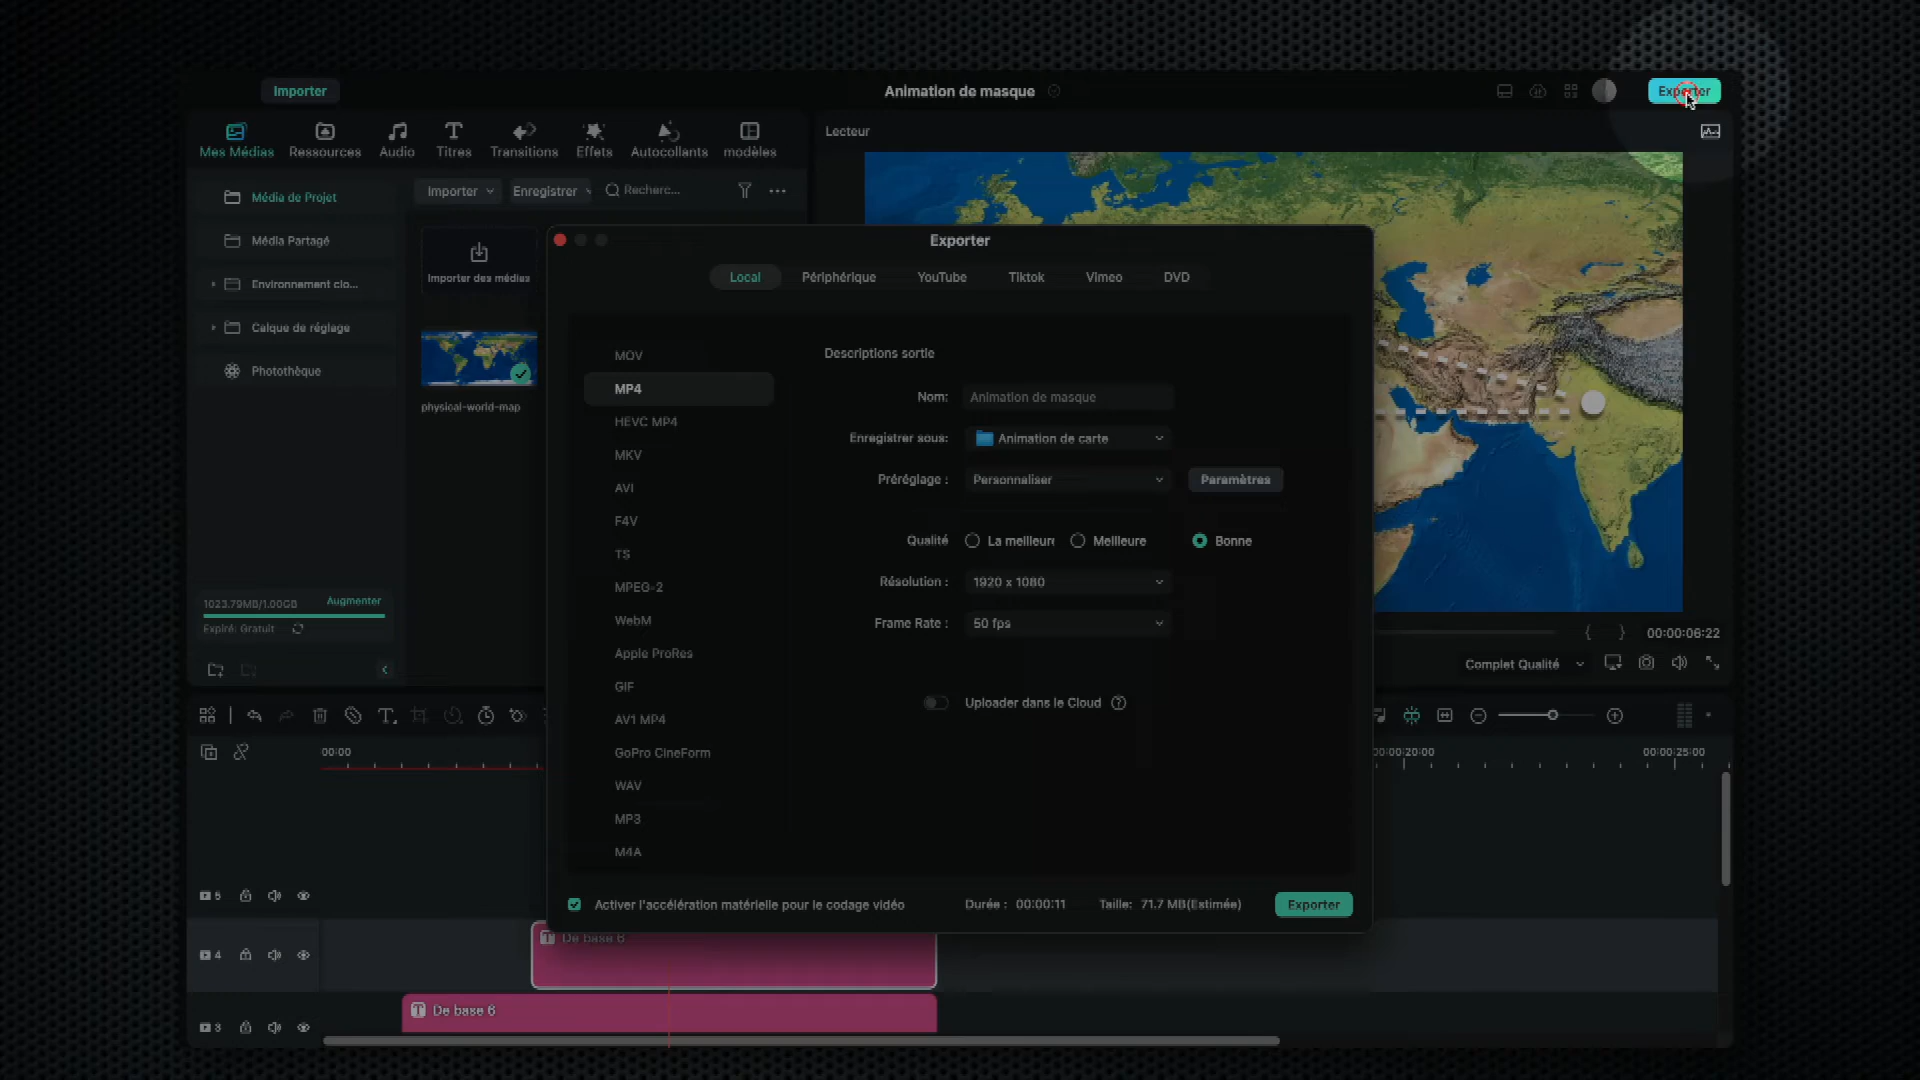 Importer
Animation de masque
Exporter
Mes Médias
Ressources
Audio
Titres
Transitions
Effets
Autocollants
modèles
Lecteur
Média de Projet
Importer
Enregistrer
Recherc...
Média Partagé
Importer des médias
Environnement clo...
Calque de réglage
Photothèque
physical-world-map
1023.79MB/1.00GB
Augmenter
Expiré: Gratuit
Exporter
Local
Périphérique
YouTube
Tiktok
Vimeo
DVD
MOV
MP4
HEVC MP4
MKV
AVI
F4V
TS
MPEG-2
WebM
Apple ProRes
GIF
AV1 MP4
GoPro CineForm
WAV
MP3
M4A
Descriptions sortie
Nom: Animation de masque
Enregistrer sous: Animation de carte
Préréglage : Personnaliser
Paramètres
Qualité La meilleure Meilleure Bonne
Résolution : 1920 x 1080
Frame Rate : 50 fps
Uploader dans le Cloud
Activer l'accélération matérielle pour le codage vidéo
Durée : 00:00:11
Taille: 71.7 MB(Estimée)
Exporter
00:00:06:22
Complet Qualité
00:00
00:00:20:00
00:00:25:00
5
4
De base 6
3
De base 6